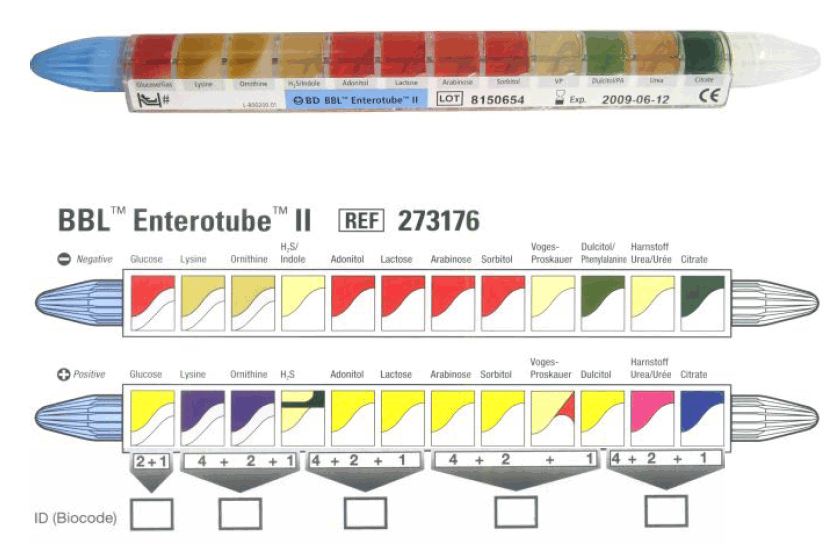 Glucose/Gas Lysine Ornithine H₂S/Indole Adonitol Lactose Arabinose Sorbitol VP Dulcitol/PA Urea Citrate
# BD BBL™ Enterotube™ II LOT 8150654 Exp. 2009-06-12 CE
BBL™ Enterotube™ II REF 273176
Negative Glucose Lysine Ornithine H₂S/ Indole Adonitol Lactose Arabinose Sorbitol Voges- Proskauer Dulcitol/ Phenylalanine Harnstoff Urea/Urée Citrate
Positive Glucose Lysine Ornithine H₂S Adonitol Lactose Arabinose Sorbitol Voges- Proskauer Dulcitol Harnstoff Urea/Urée Citrate
2+1 4 + 2 + 1 4 + 2 + 1 4 + 2 + 1 4 + 2 + 1
ID (Biocode)